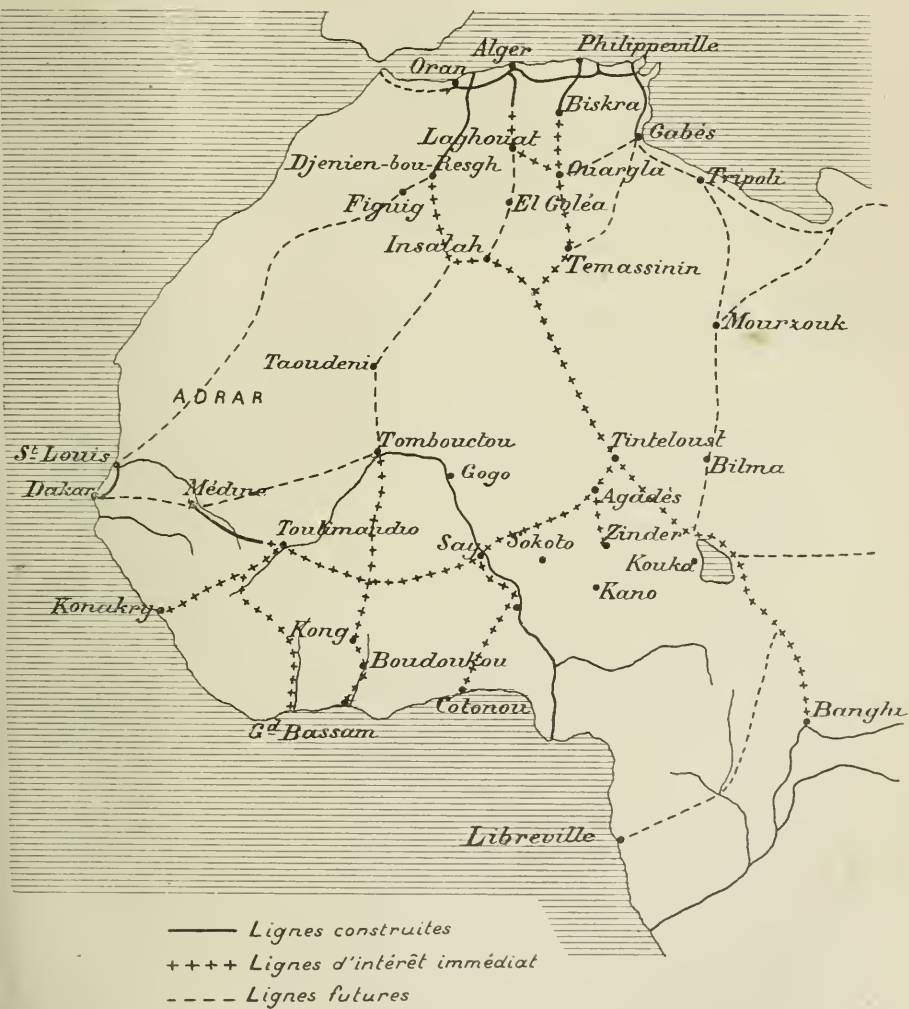 Alger
Philippeville
Oran
Biskra
Laghouat
Gabés
Djenien-bou-Resgh
Ouargla
Tripoli
Figuig
El Goléa
Insalah
Temassinin
Mourzouk
Taoudeni
ADRAR
St. Louis
Tombouctou
Tinteloust
Dakar
Médine
Gogo
Bilma
Agadès
Toulimandio
Say
Sokoto
Zinder
Kouka
Kano
Konakry
Kong
Boudoukou
Cotonou
Gd Bassam
Banghi
Libreville
Lignes construites
Lignes d'intérêt immédiat
Lignes futures